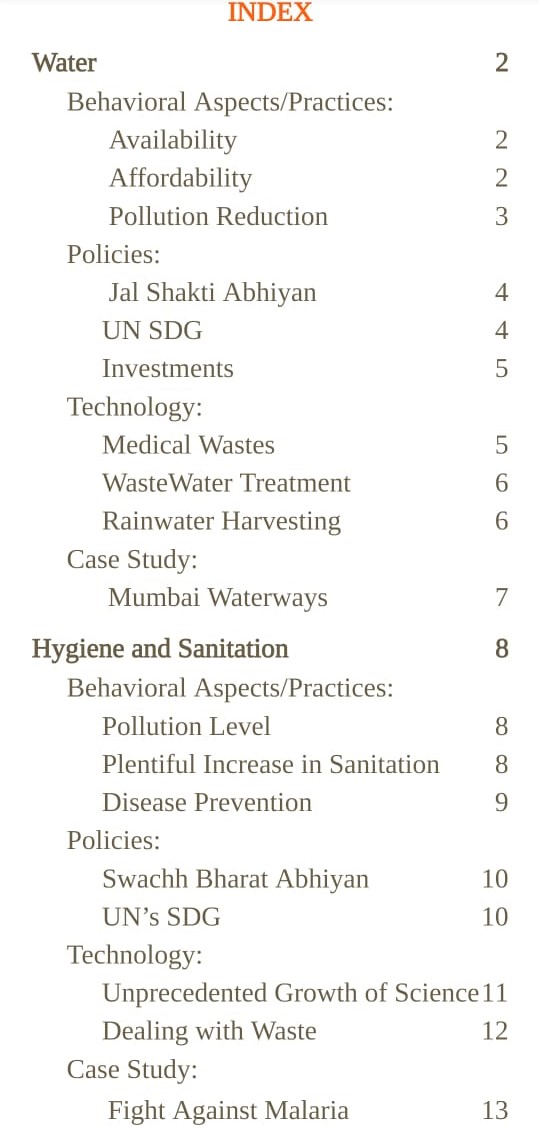 INDEX
Water 2
Behavioral Aspects/Practices:
Availability 2
Affordability 2
Pollution Reduction 3
Policies:
Jal Shakti Abhiyan 4
UN SDG 4
Investments 5
Technology:
Medical Wastes 5
WasteWater Treatment 6
Rainwater Harvesting 6
Case Study:
Mumbai Waterways 7
Hygiene and Sanitation 8
Behavioral Aspects/Practices:
Pollution Level 8
Plentiful Increase in Sanitation 8
Disease Prevention 9
Policies:
Swachh Bharat Abhiyan 10
UN’s SDG 10
Technology:
Unprecedented Growth of Science 11
Dealing with Waste 12
Case Study:
Fight Against Malaria 13